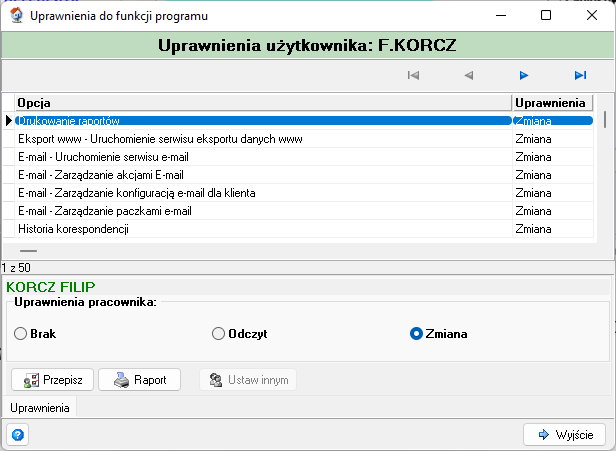 Uprawnienia do funkcji programu
Uprawnienia użytkownika: F.KORCZ
Opcja Uprawnienia
Drukowanie raportów Zmiana
Eksport www - Uruchomienie serwisu eksportu danych www Zmiana
E-mail - Uruchomienie serwisu e-mail Zmiana
E-mail - Zarządzanie akcjami E-mail Zmiana
E-mail - Zarządzanie konfiguracją e-mail dla klienta Zmiana
E-mail - Zarządzanie paczkami e-mail Zmiana
Historia korespondencji Zmiana
1 z 50
KORCZ FILIP
Uprawnienia pracownika:
Brak Odczyt Zmiana
Przepisz Raport Ustaw innym
Uprawnienia
? Wyjście